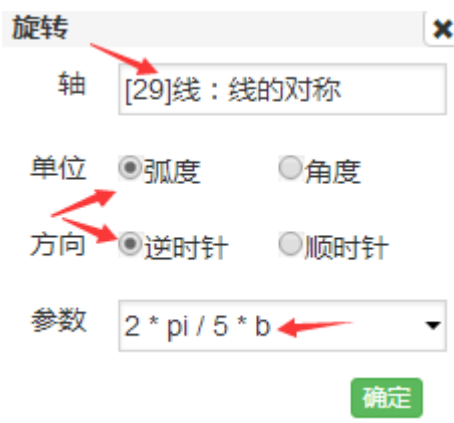 旋转
轴 [29]线：线的对称
单位 弧度 角度
方向 逆时针 顺时针
参数 2 * pi / 5 * b
确定